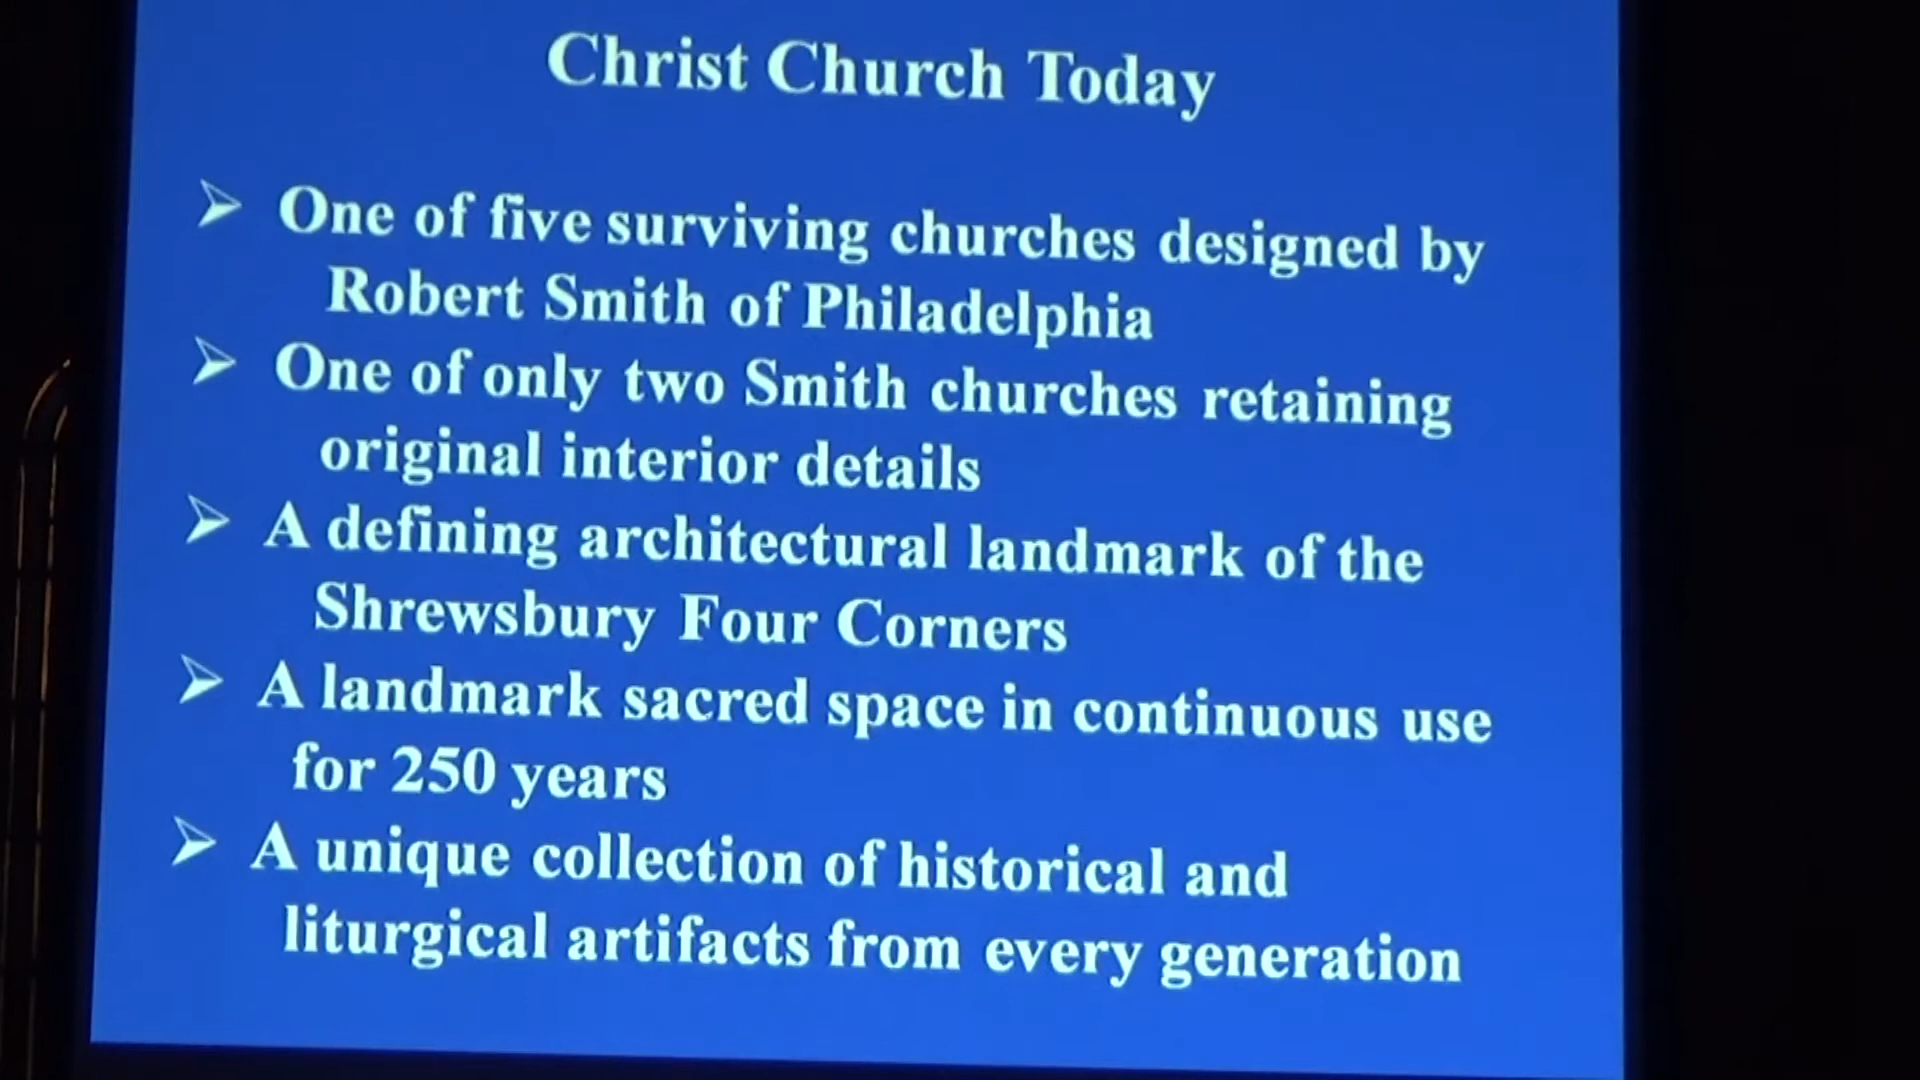 Christ Church Today
➢ One of five surviving churches designed by
Robert Smith of Philadelphia
➢ One of only two Smith churches retaining
original interior details
➢ A defining architectural landmark of the
Shrewsbury Four Corners
➢ A landmark sacred space in continuous use
for 250 years
➢ A unique collection of historical and
liturgical artifacts from every generation